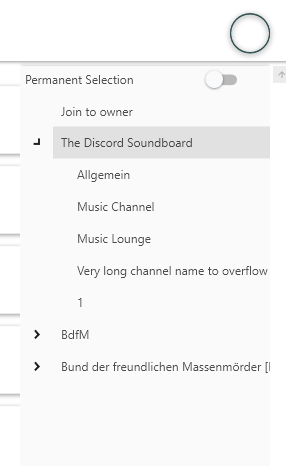 Permanent Selection
Join to owner
The Discord Soundboard
Allgemein
Music Channel
Music Lounge
Very long channel name to overflow
1
BdfM
Bund der freundlichen Massenmörder [